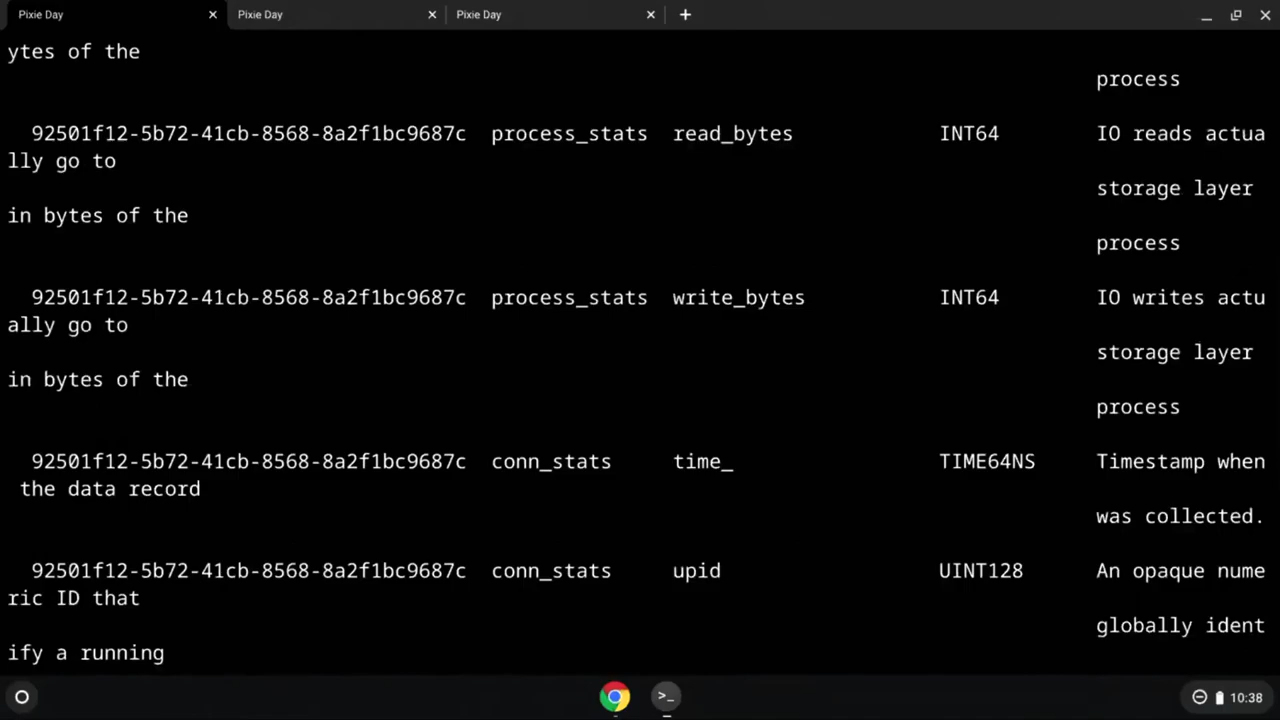 Pixie Day Pixie Day Pixie Day
ytes of the
process
92501f12-5b72-41cb-8568-8a2f1bc9687c process_stats read_bytes INT64 IO reads actua
lly go to
storage layer
in bytes of the
process
92501f12-5b72-41cb-8568-8a2f1bc9687c process_stats write_bytes INT64 IO writes actu
ally go to
storage layer
in bytes of the
process
92501f12-5b72-41cb-8568-8a2f1bc9687c conn_stats time_ TIME64NS Timestamp when
the data record
was collected.
92501f12-5b72-41cb-8568-8a2f1bc9687c conn_stats upid UINT128 An opaque nume
ric ID that
globally ident
ify a running
>_ 10:38